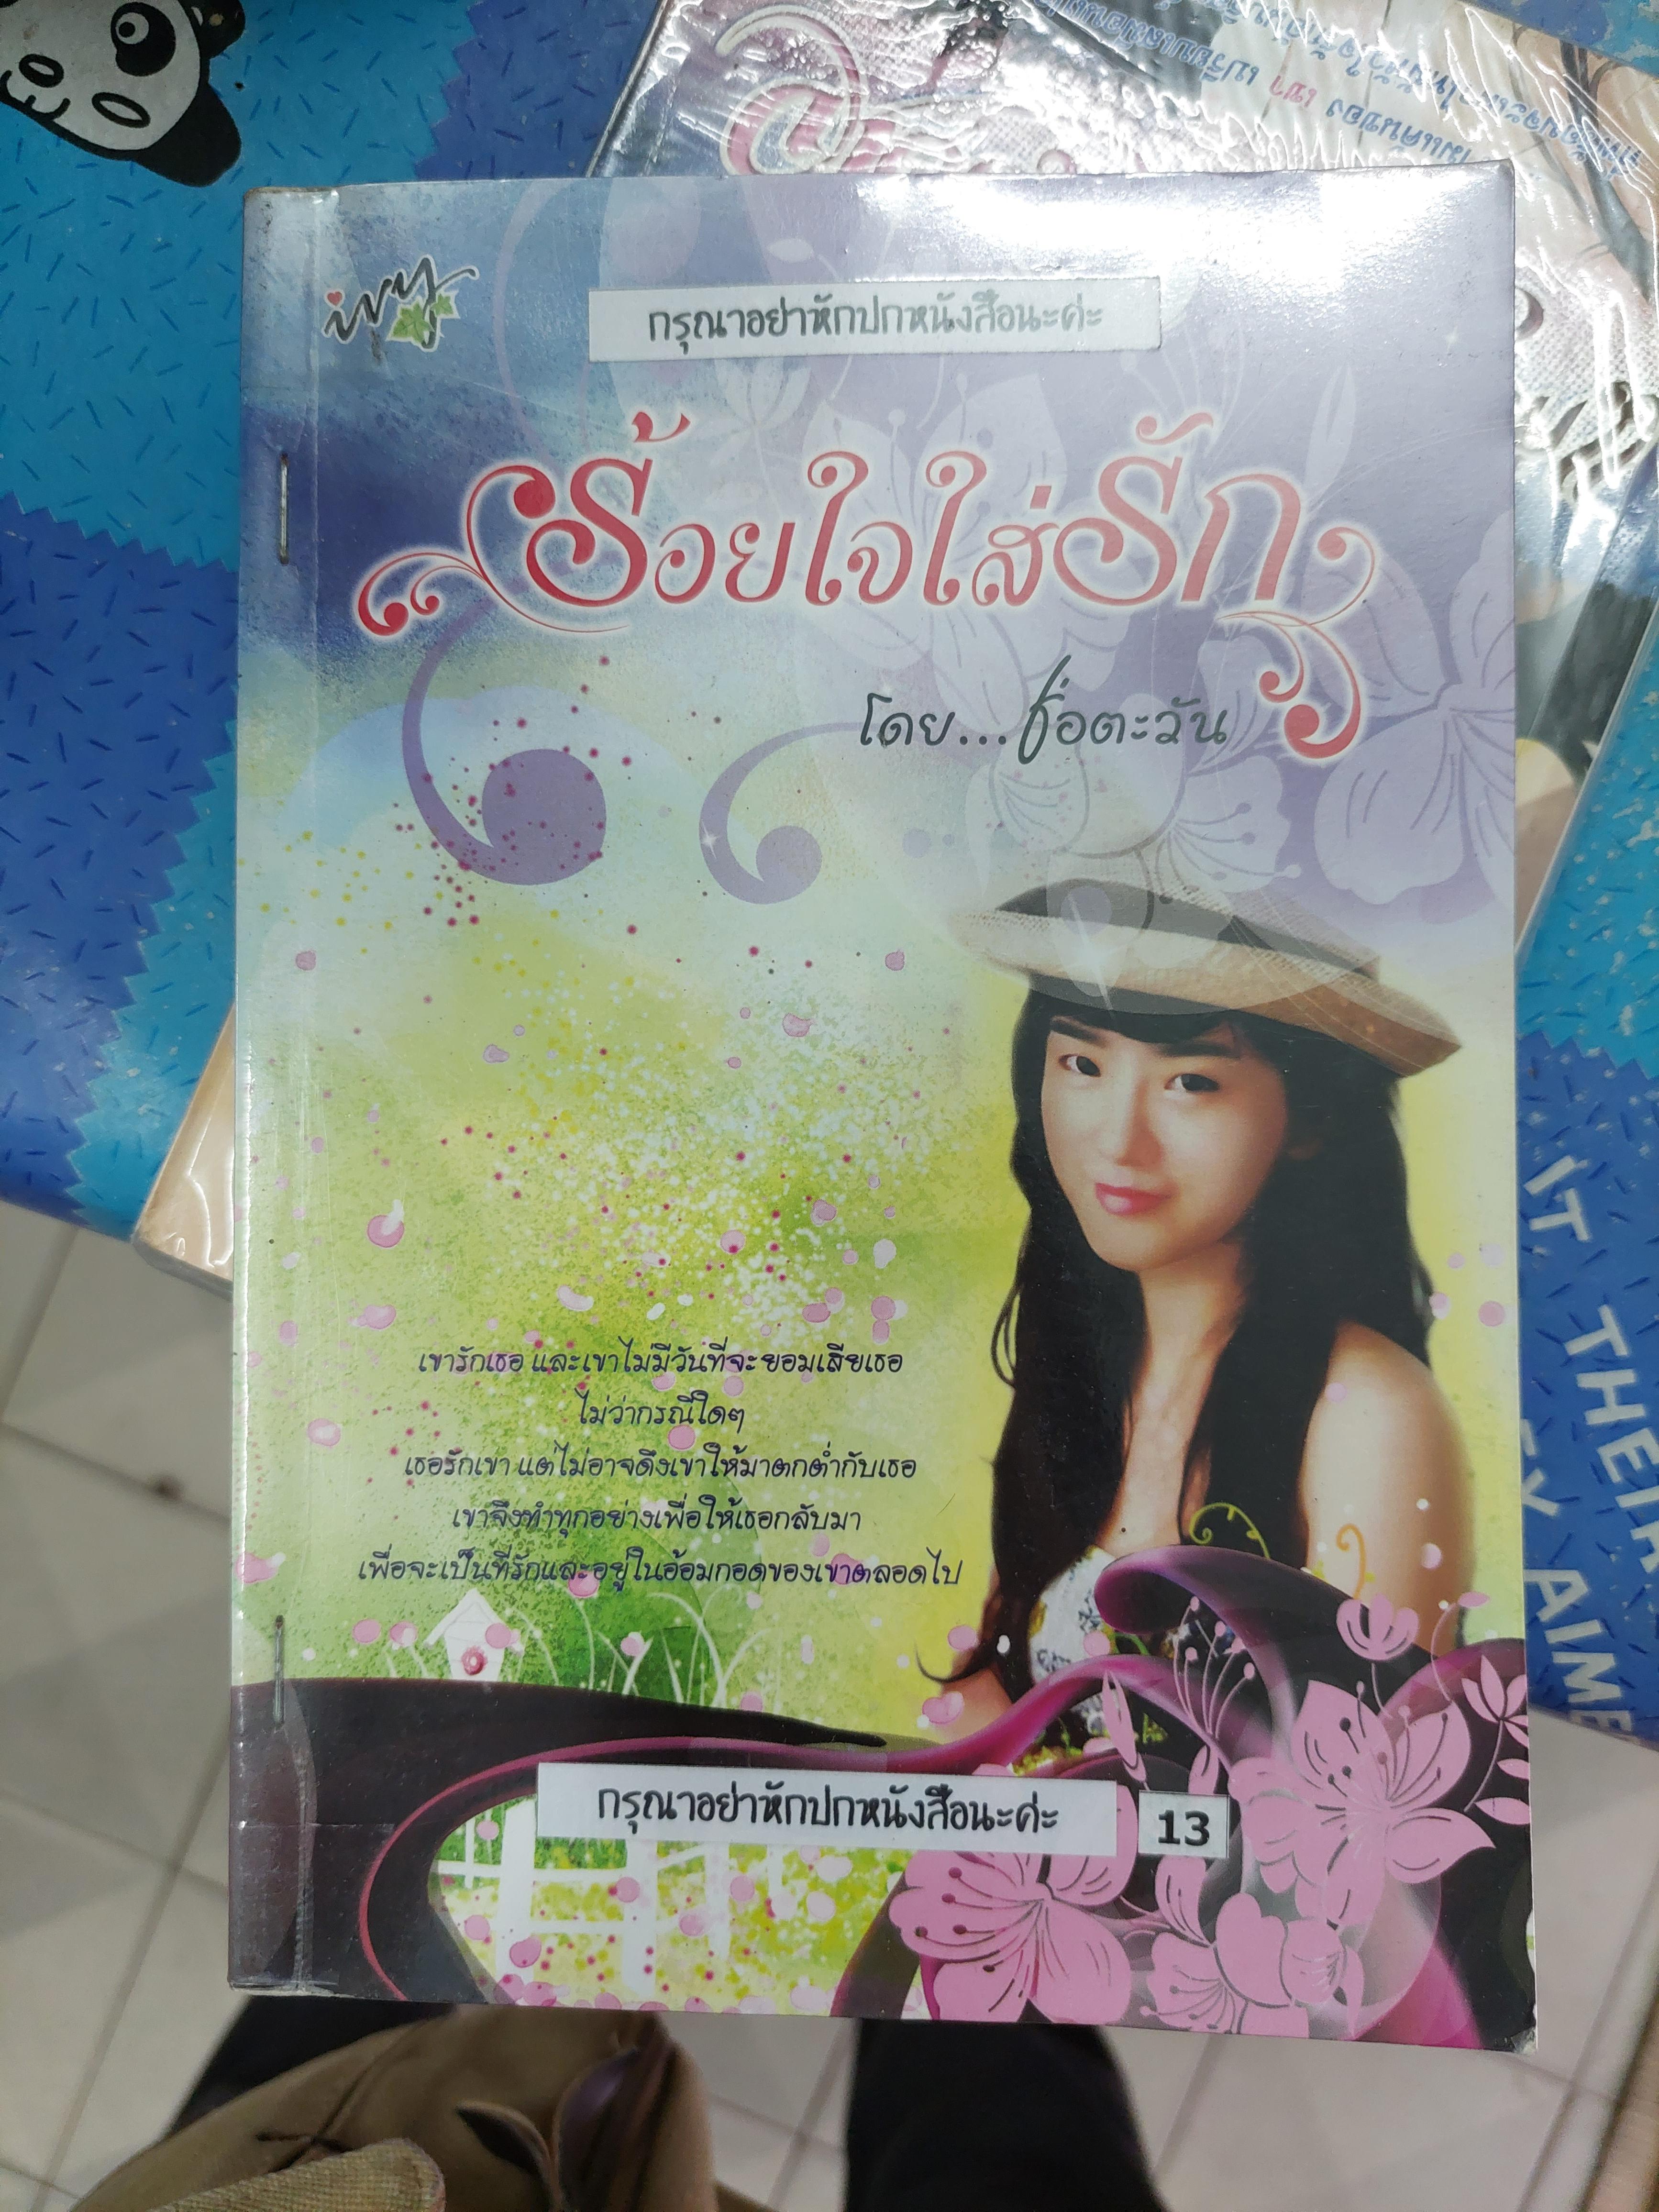 ivy
กรุณาอย่าหักปกหนังสือนะค่ะ
ร้อยใจใส่รัก
โดย... ช่อตะวัน
เขารักเธอ และเขาไม่มีวันที่จะยอมเสียเธอ
ไม่ว่ากรณีใดๆ
เธอรักเขา แต่ไม่อาจดึงเขาให้มาตกต่ำกับเธอ
เขาจึงทำทุกอย่างเพื่อให้เธอกลับมา
เพื่อจะเป็นที่รักและอยู่ในอ้อมกอดของเขาตลอดไป
กรุณาอย่าหักปกหนังสือนะค่ะ
13
IT
THEIR
AIME